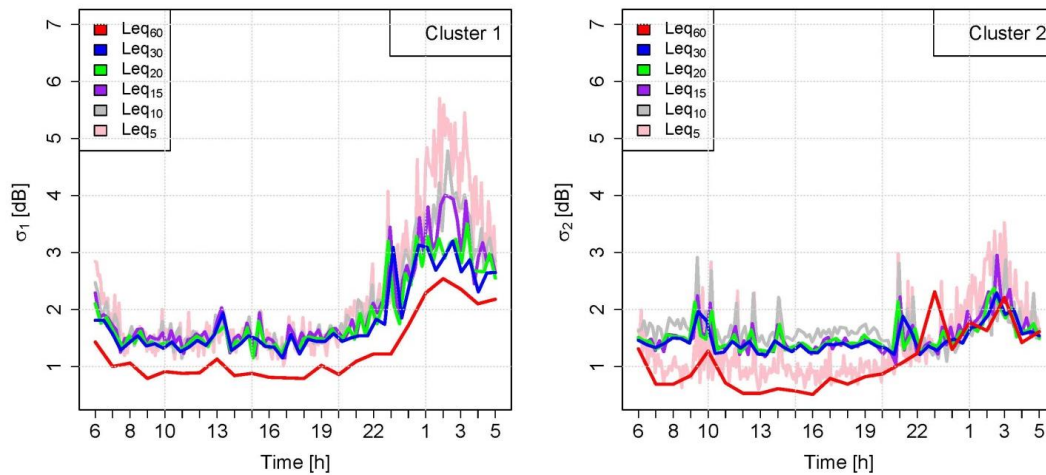 Cluster 1
Leq60
Leq30
Leq20
Leq15
Leq10
Leq5
σ1 [dB]
7
6
5
4
3
2
1
6 8 10 13 16 19 22 1 3 5
Time [h]
Cluster 2
Leq60
Leq30
Leq20
Leq15
Leq10
Leq5
σ2 [dB]
7
6
5
4
3
2
1
6 8 10 13 16 19 22 1 3 5
Time [h]